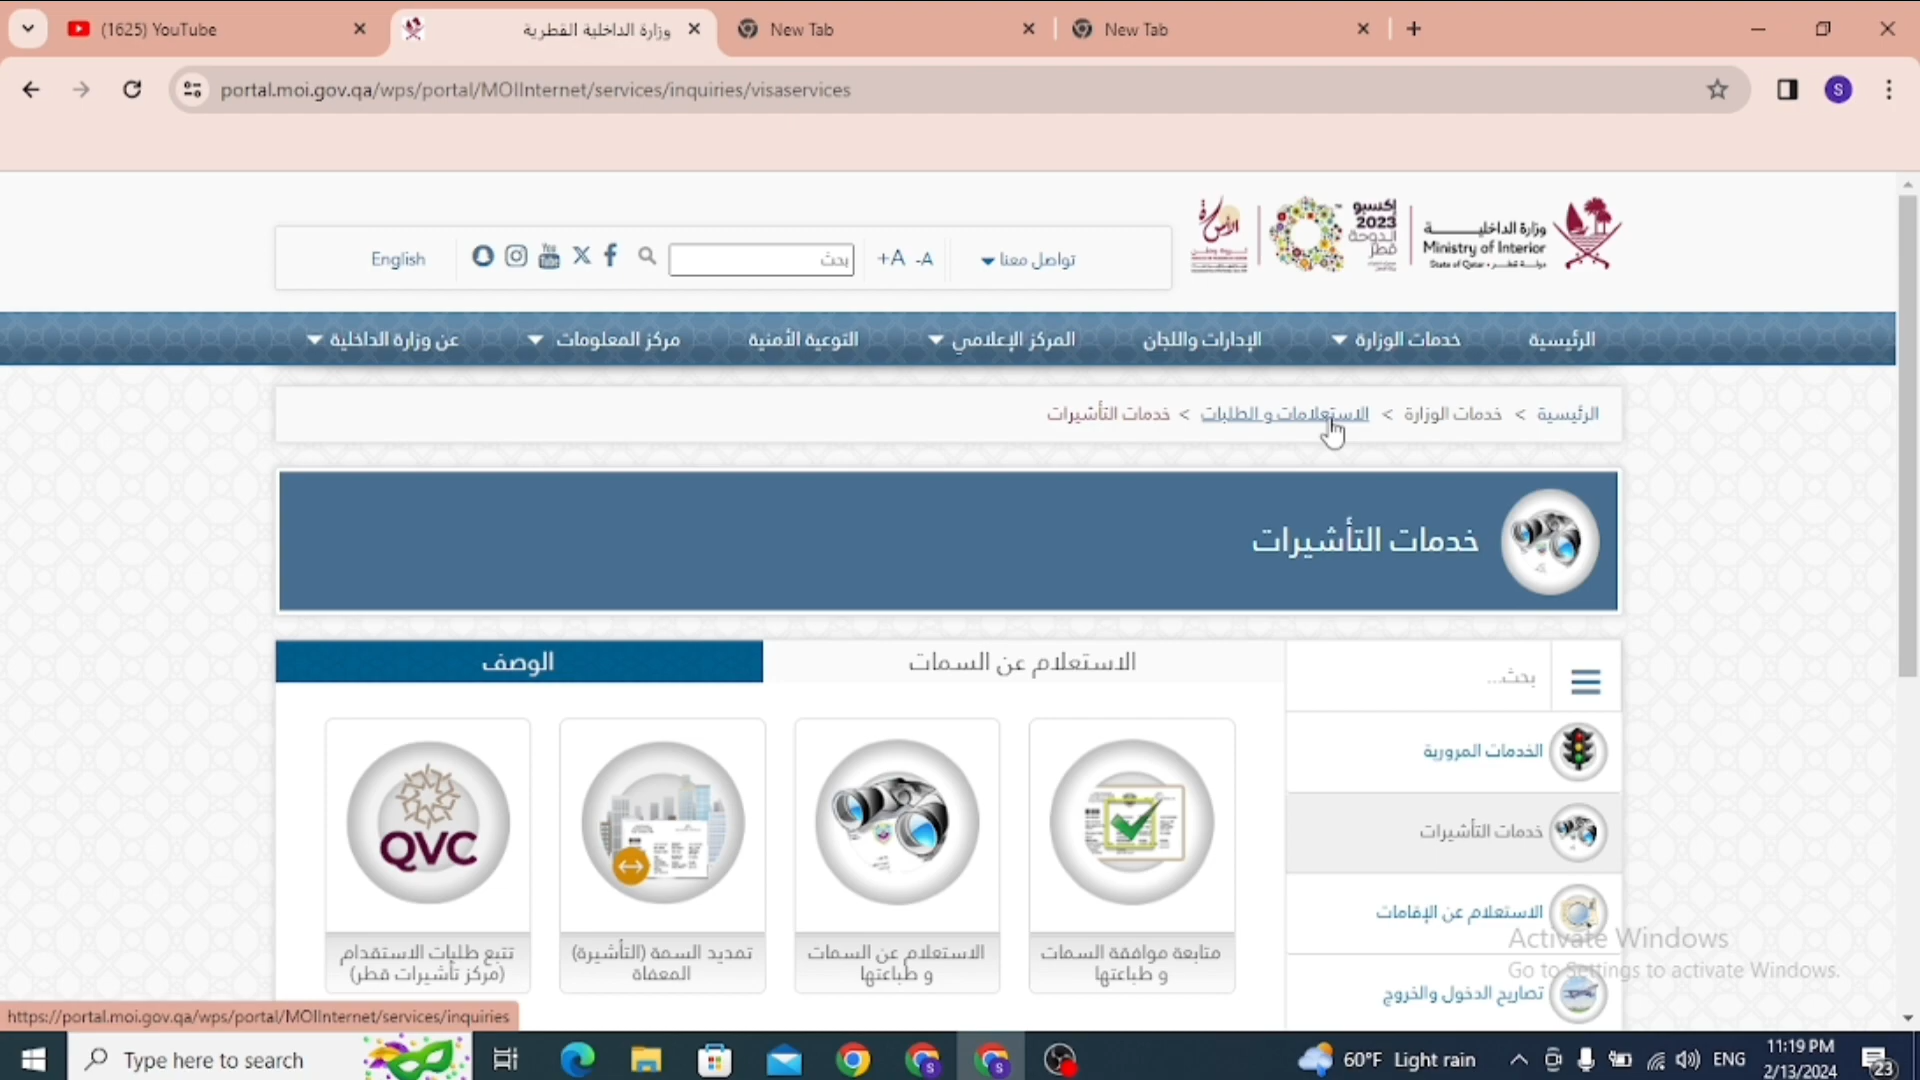 (1625) YouTube
وزارة الداخلية القطرية
New Tab
New Tab
portal.moi.gov.qa/wps/portal/MOIInternet/services/inquiries/visaservices
English
You
Tube
بحث
+A -A
تواصل معنا
إكسبو
2023
الدوحة
قطر
وزارة الداخلية
Ministry of Interior
State of Qatar • دولة قطر
الرئيسية
خدمات الوزارة
الإدارات واللجان
المركز الإعلامي
التوعية الأمنية
مركز المعلومات
عن وزارة الداخلية
الرئيسية > خدمات الوزارة > الاستعلامات و الطلبات > خدمات التأشيرات
خدمات التأشيرات
بحث...
الاستعلام عن السمات
الوصف
الخدمات المرورية
خدمات التأشيرات
الاستعلام عن الإقامات
تصاريح الدخول والخروج
QVC
متابعة موافقة السمات
و طباعتها
الاستعلام عن السمات
و طباعتها
تمديد السمة (التأشيرة)
المعفاة
تتبع طلبات الاستقدام
(مركز تأشيرات قطر)
Activate Windows
Go to Settings to activate Windows.
https://portal.moi.gov.qa/wps/portal/MOIInternet/services/inquiries
Type here to search
60°F Light rain
ENG
11:19 PM
2/13/2024
23